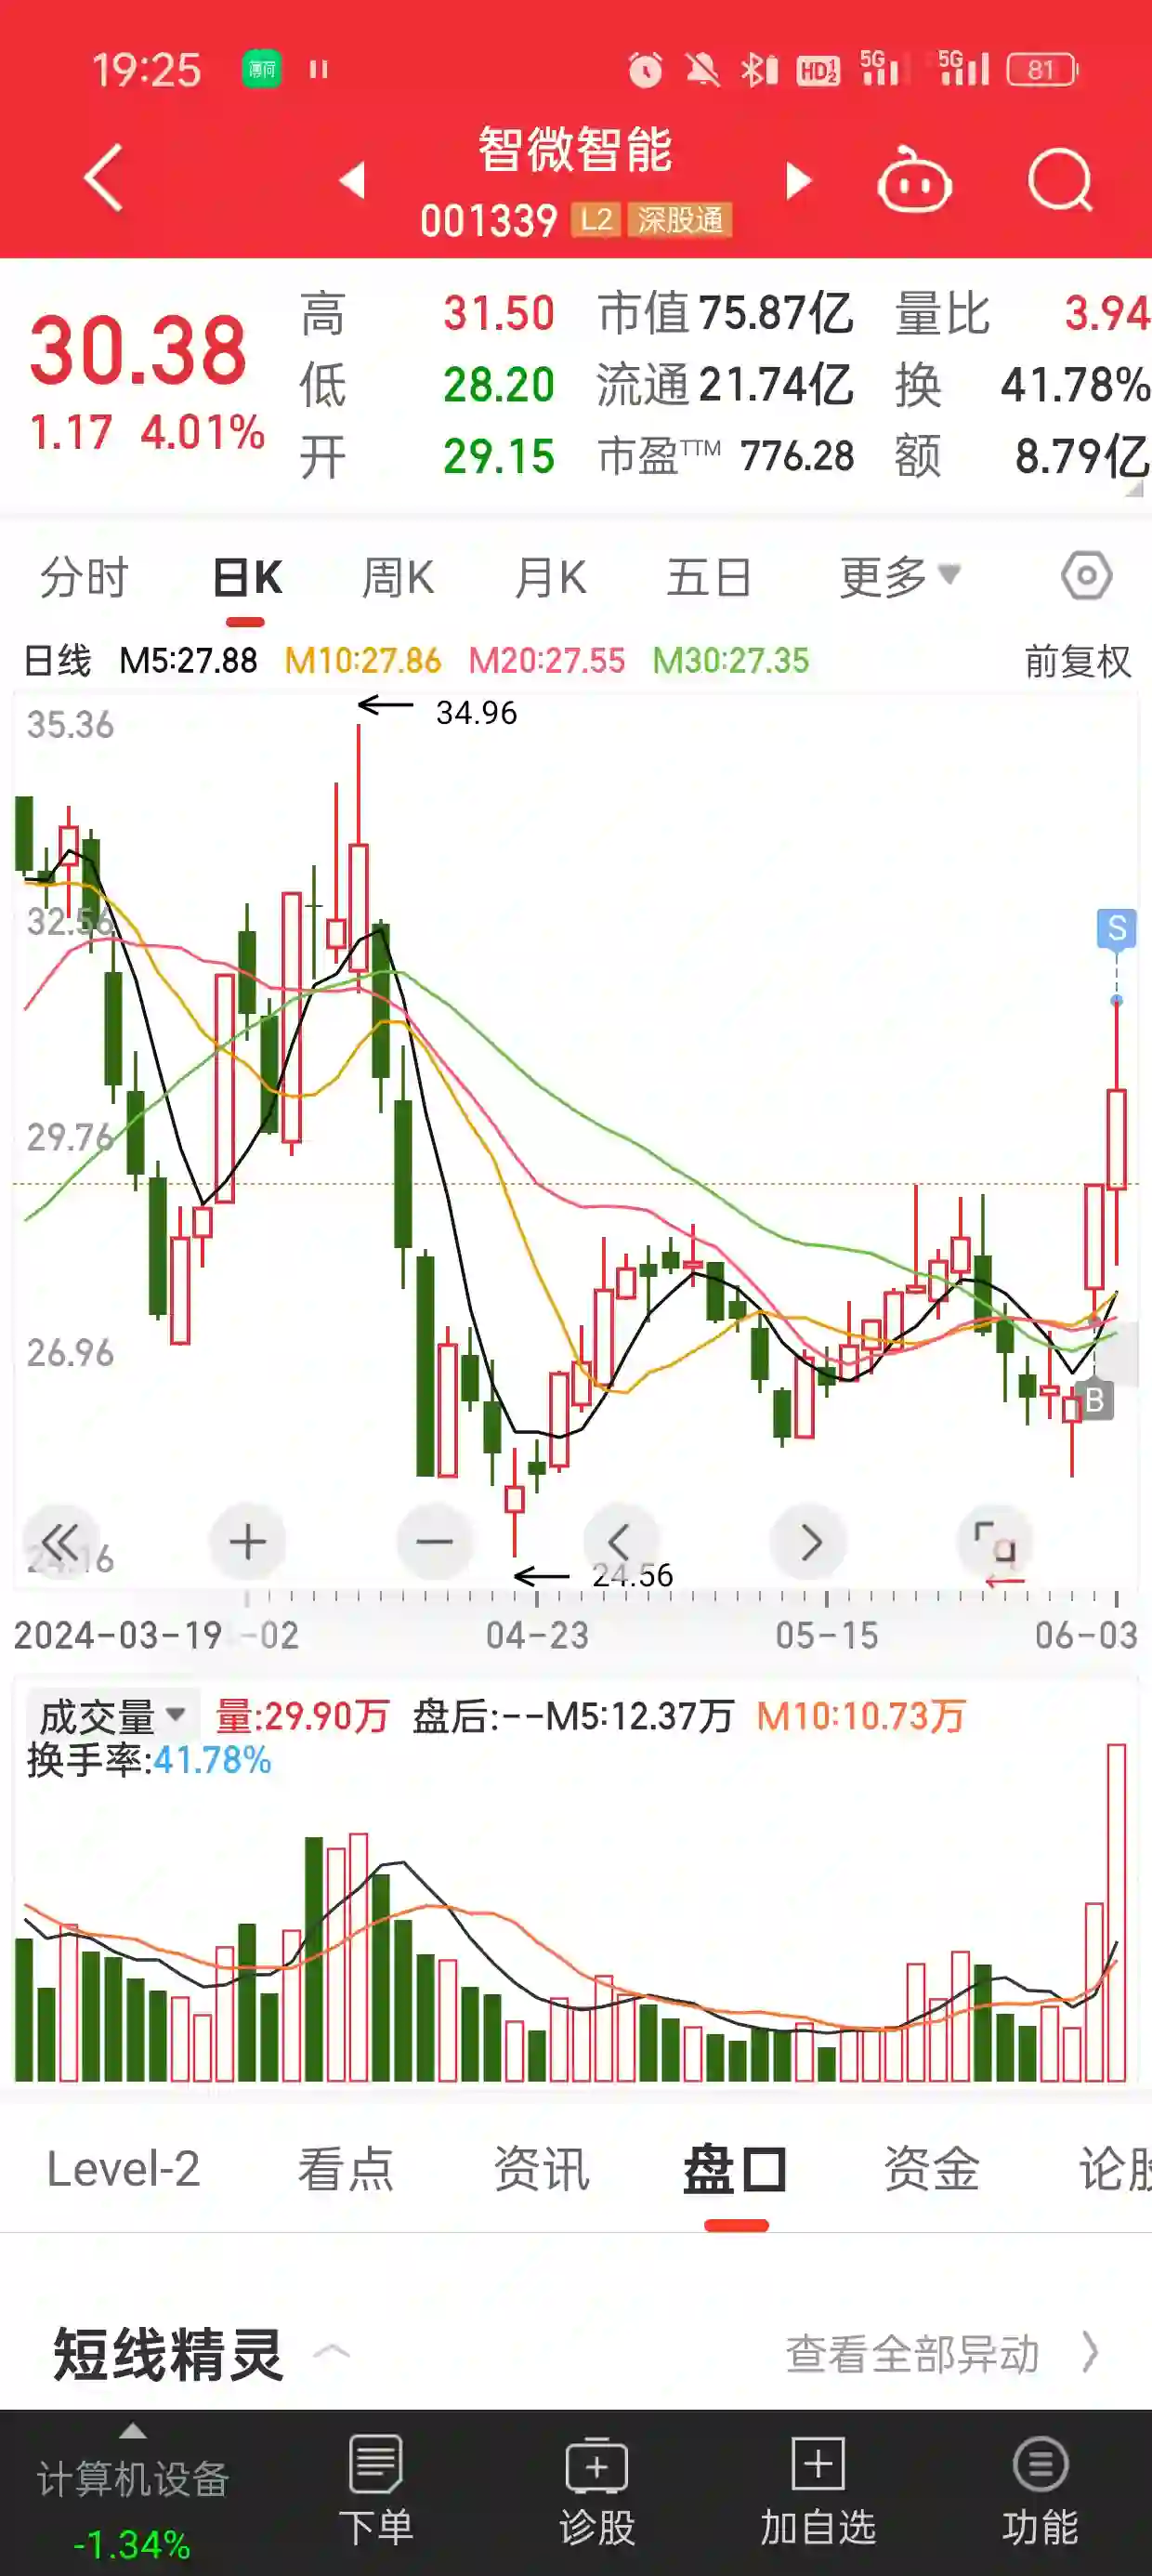 19:25 薄荷 HD 1 2 5G 5G 81
智微智能
001339 L2 深股通
30.38
1.17 4.01%
高 31.50 市值 75.87亿 量比 3.94
低 28.20 流通 21.74亿 换 41.78%
开 29.15 市盈TTM 776.28 额 8.79亿
分时 日K 周K 月K 五日 更多
日线 M5:27.88 M10:27.86 M20:27.55 M30:27.35 前复权
34.96
35.36
32.56
S
29.76
26.96
B
24.16
24.56
2024-03-19 -02 04-23 05-15 06-03
成交量 量:29.90万 盘后:--M5:12.37万 M10:10.73万
换手率:41.78%
Level-2 看点 资讯 盘口 资金 论股
短线精灵 查看全部异动
计算机设备 下单 诊股 加自选 功能
-1.34%